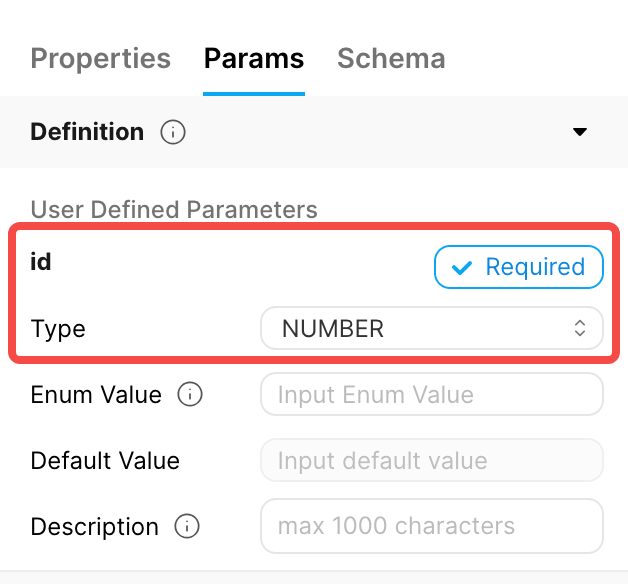 Properties Params Schema
Definition
User Defined Parameters
id Required
Type NUMBER
Enum Value Input Enum Value
Default Value Input default value
Description max 1000 characters